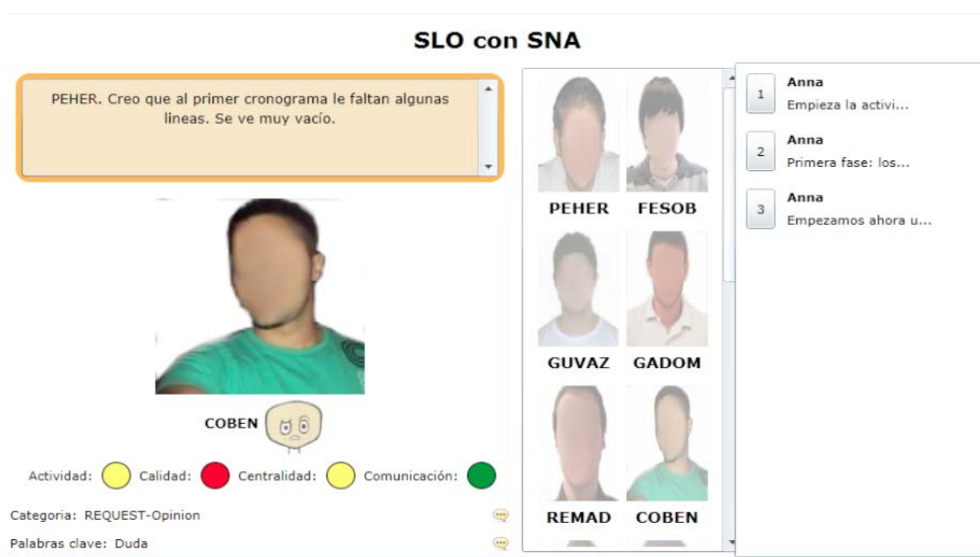 SLO con SNA
PEHER. Creo que al primer cronograma le faltan algunas
lineas. Se ve muy vacío.
COBEN
Actividad: Calidad: Centralidad: Comunicación:
Categoria: REQUEST-Opinion
Palabras clave: Duda
PEHER FESOB
GUVAZ GADOM
REMAD COBEN
1 Anna
Empieza la activi...
2 Anna
Primera fase: los...
3 Anna
Empezamos ahora u...